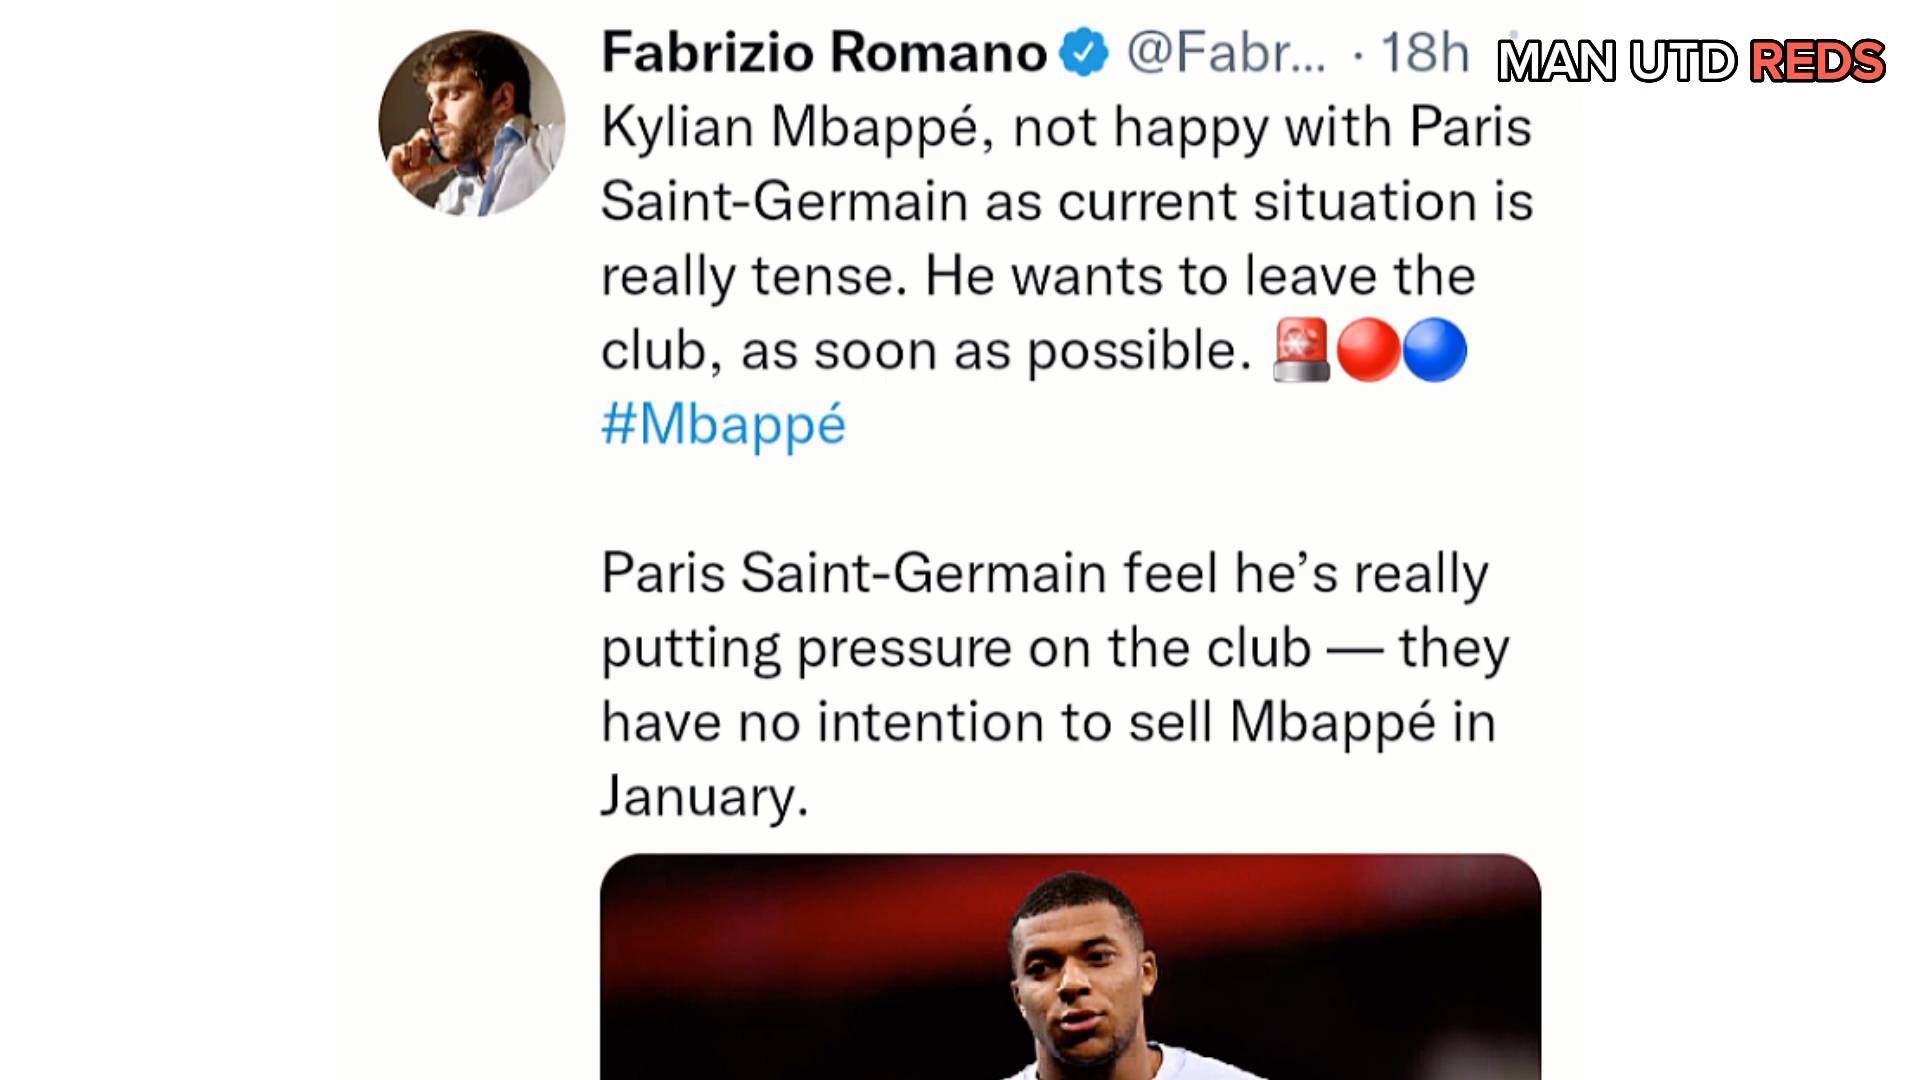 Fabrizio Romano @Fabr... · 18h
MAN UTD REDS
Kylian Mbappé, not happy with Paris
Saint-Germain as current situation is
really tense. He wants to leave the
club, as soon as possible. 🚨🔴🔵
#Mbappé
Paris Saint-Germain feel he’s really
putting pressure on the club — they
have no intention to sell Mbappé in
January.